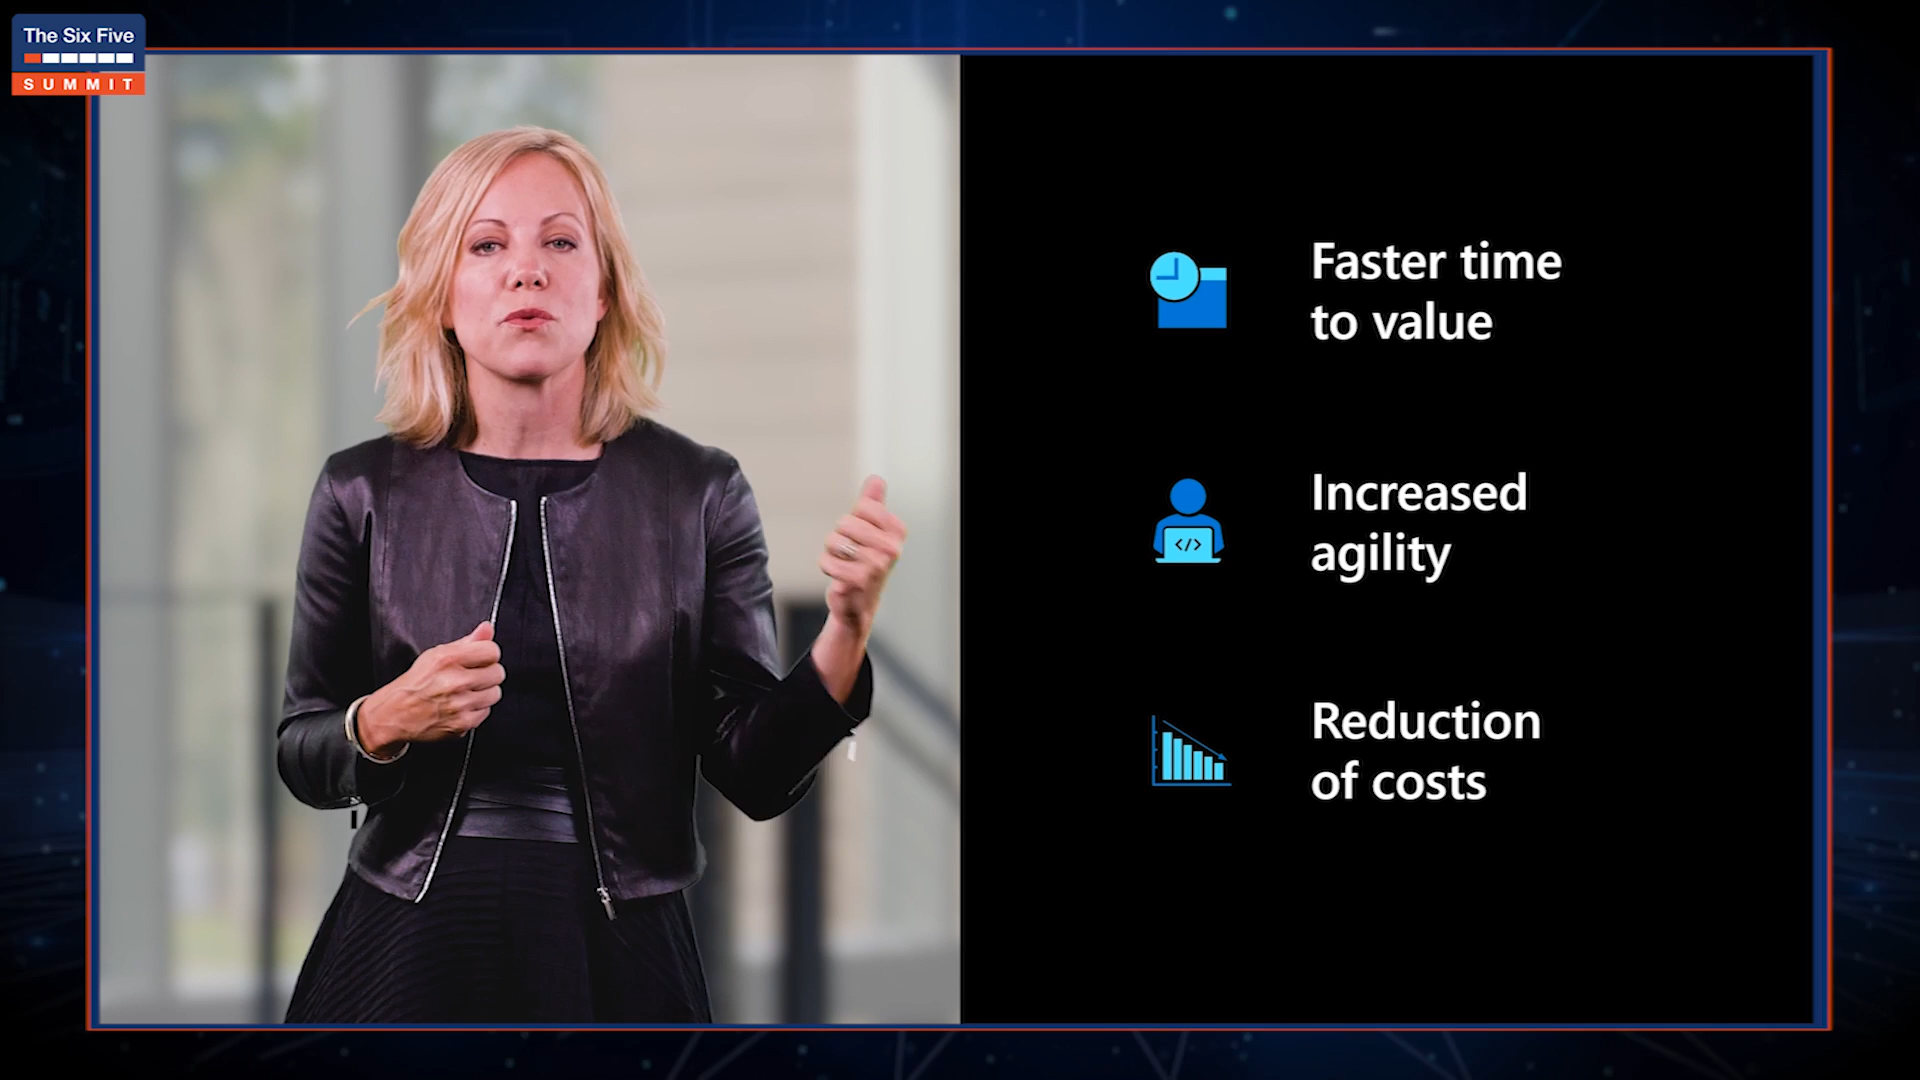 The Six Five
SUMMIT
Faster time
to value
</>
Increased
agility
Reduction
of costs